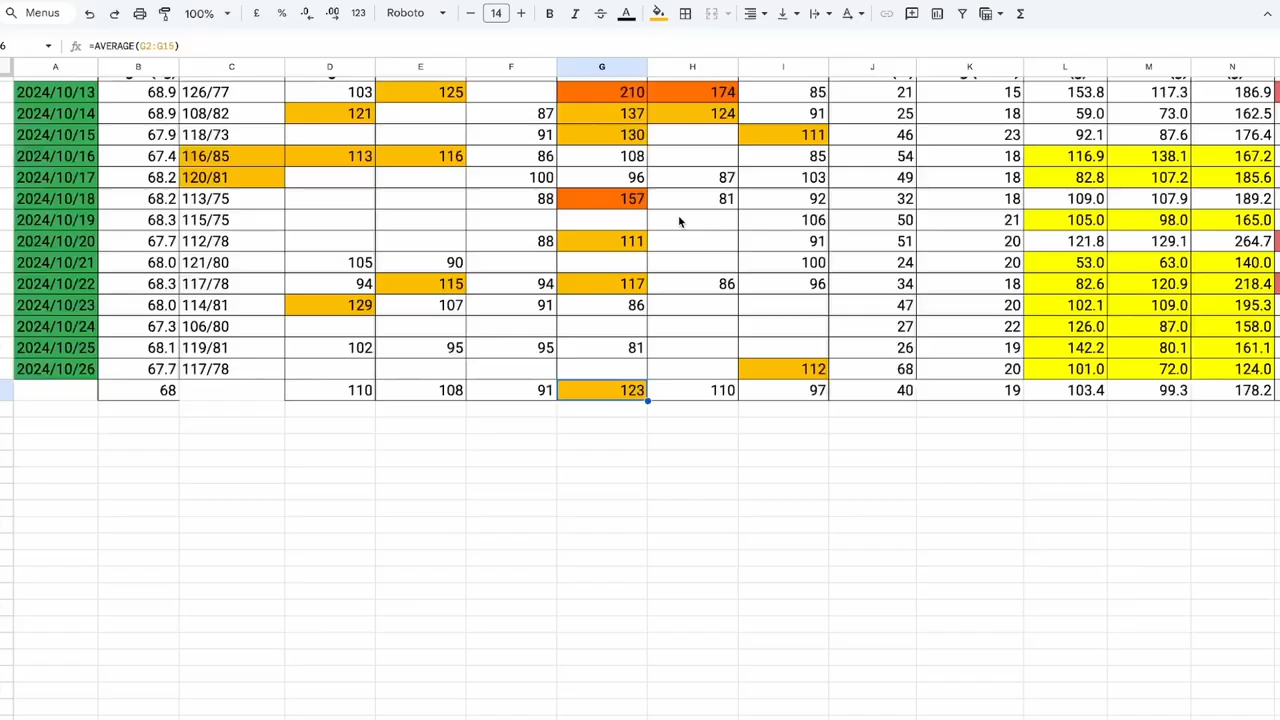 Menus 100% £ % .0 .00 123 Roboto 14 B I A Σ
6 fx =AVERAGE(G2:G15)
A B C D E F G H I J K L M N
2024/10/13 68.9 126/77 103 125 210 174 85 21 15 153.8 117.3 186.9
2024/10/14 68.9 108/82 121 87 137 124 91 25 18 59.0 73.0 162.5
2024/10/15 67.9 118/73 91 130 111 46 23 92.1 87.6 176.4
2024/10/16 67.4 116/85 113 116 86 108 85 54 18 116.9 138.1 167.2
2024/10/17 68.2 120/81 100 96 87 103 49 18 82.8 107.2 185.6
2024/10/18 68.2 113/75 88 157 81 92 32 18 109.0 107.9 189.2
2024/10/19 68.3 115/75 106 50 21 105.0 98.0 165.0
2024/10/20 67.7 112/78 88 111 91 51 20 121.8 129.1 264.7
2024/10/21 68.0 121/80 105 90 100 24 20 53.0 63.0 140.0
2024/10/22 68.3 117/78 94 115 94 117 86 96 34 18 82.6 120.9 218.4
2024/10/23 68.0 114/81 129 107 91 86 47 20 102.1 109.0 195.3
2024/10/24 67.3 106/80 27 22 126.0 87.0 158.0
2024/10/25 68.1 119/81 102 95 95 81 26 19 142.2 80.1 161.1
2024/10/26 67.7 117/78 112 68 20 101.0 72.0 124.0
68 110 108 91 123 110 97 40 19 103.4 99.3 178.2